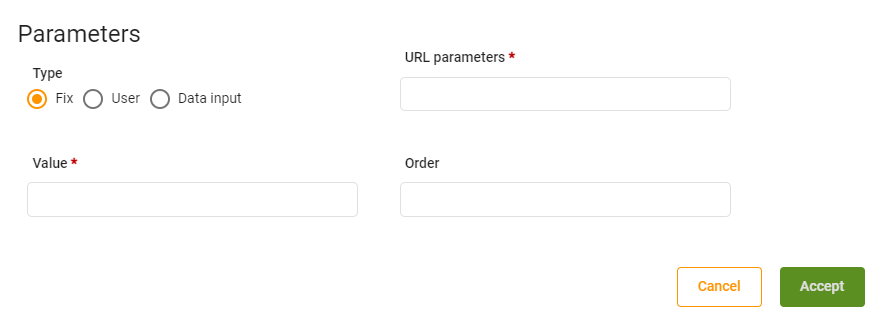 Parameters
Type
Fix User Data input
URL parameters *
Value *
Order
Cancel Accept